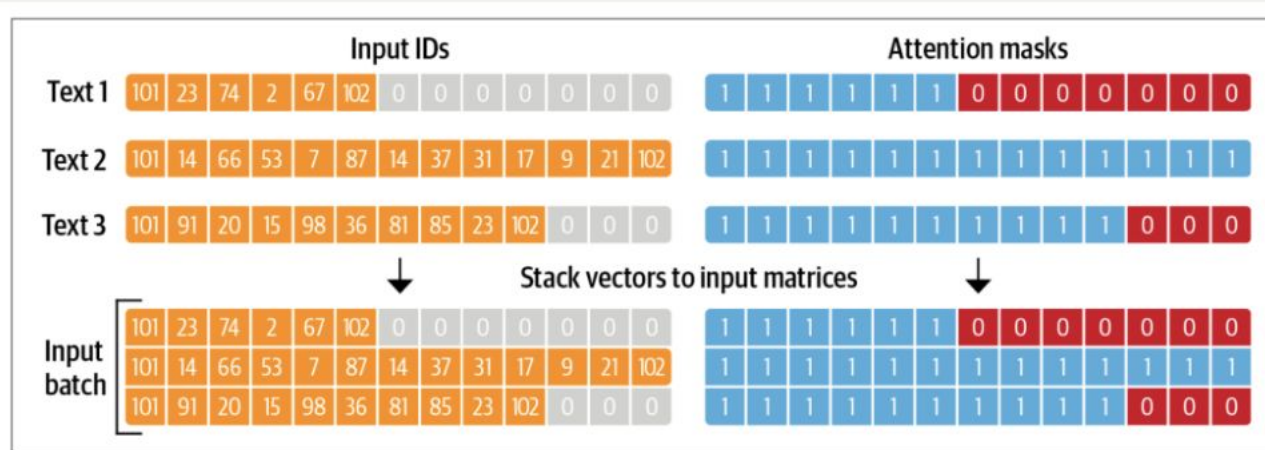 Input IDs Attention masks
Text 1 101 23 74 2 67 102 0 0 0 0 0 0 0 1 1 1 1 1 1 0 0 0 0 0 0 0
Text 2 101 14 66 53 7 87 14 37 31 17 9 21 102 1 1 1 1 1 1 1 1 1 1 1 1 1
Text 3 101 91 20 15 98 36 81 85 23 102 0 0 0 1 1 1 1 1 1 1 1 1 1 0 0 0
Stack vectors to input matrices
Input batch
101 23 74 2 67 102 0 0 0 0 0 0 0 1 1 1 1 1 1 0 0 0 0 0 0 0
101 14 66 53 7 87 14 37 31 17 9 21 102 1 1 1 1 1 1 1 1 1 1 1 1 1
101 91 20 15 98 36 81 85 23 102 0 0 0 1 1 1 1 1 1 1 1 1 1 0 0 0